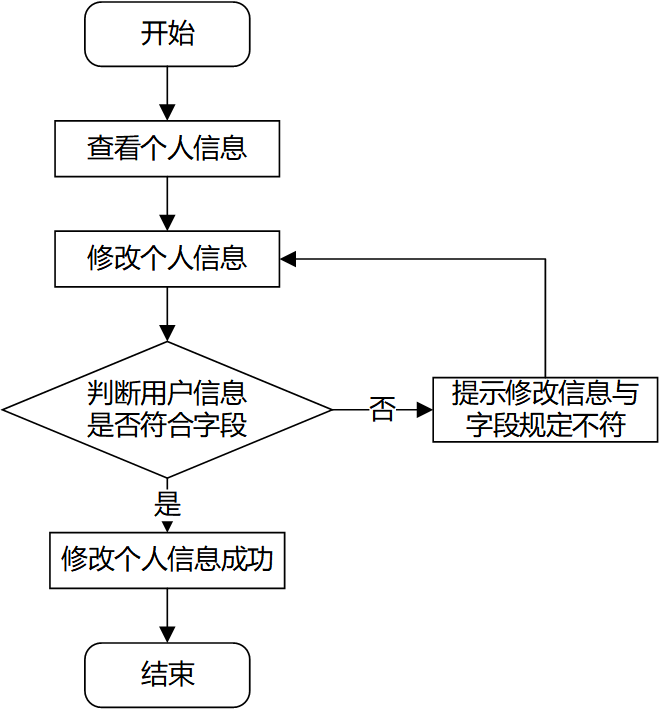 开始
查看个人信息
修改个人信息
判断用户信息
是否符合字段
否
提示修改信息与
字段规定不符
是
修改个人信息成功
结束